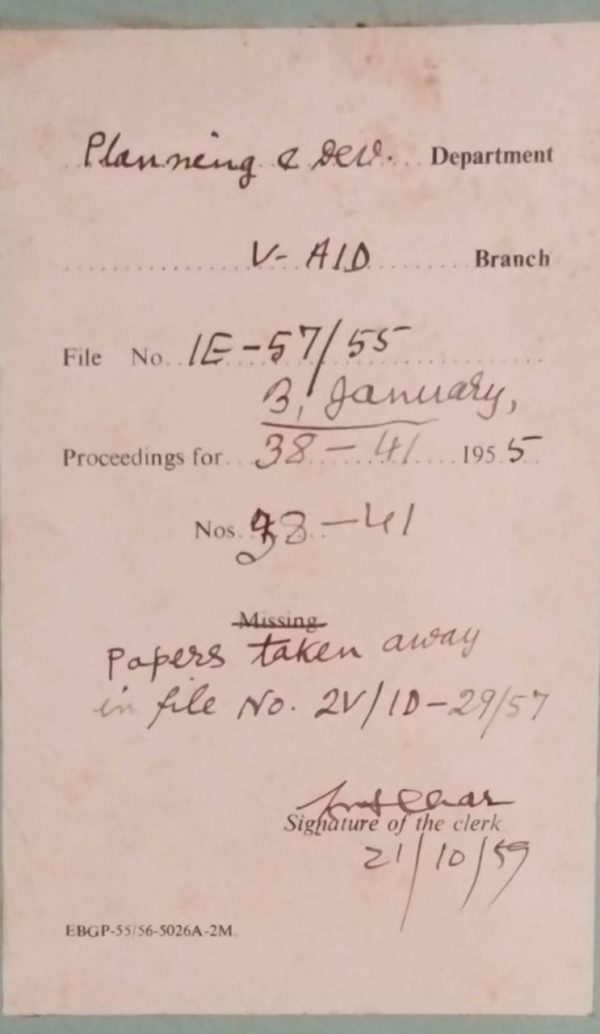 Planning & Dev. Department
V-AID Branch
File No. 1E-57/55
B, January,
Proceedings for 38-41 1955
Nos. 38-41
Missing
Papers taken away
in file No. 2V/1D-29/57
Signature of the clerk
21/10/59
EBGP-55/56-5026A-2M.